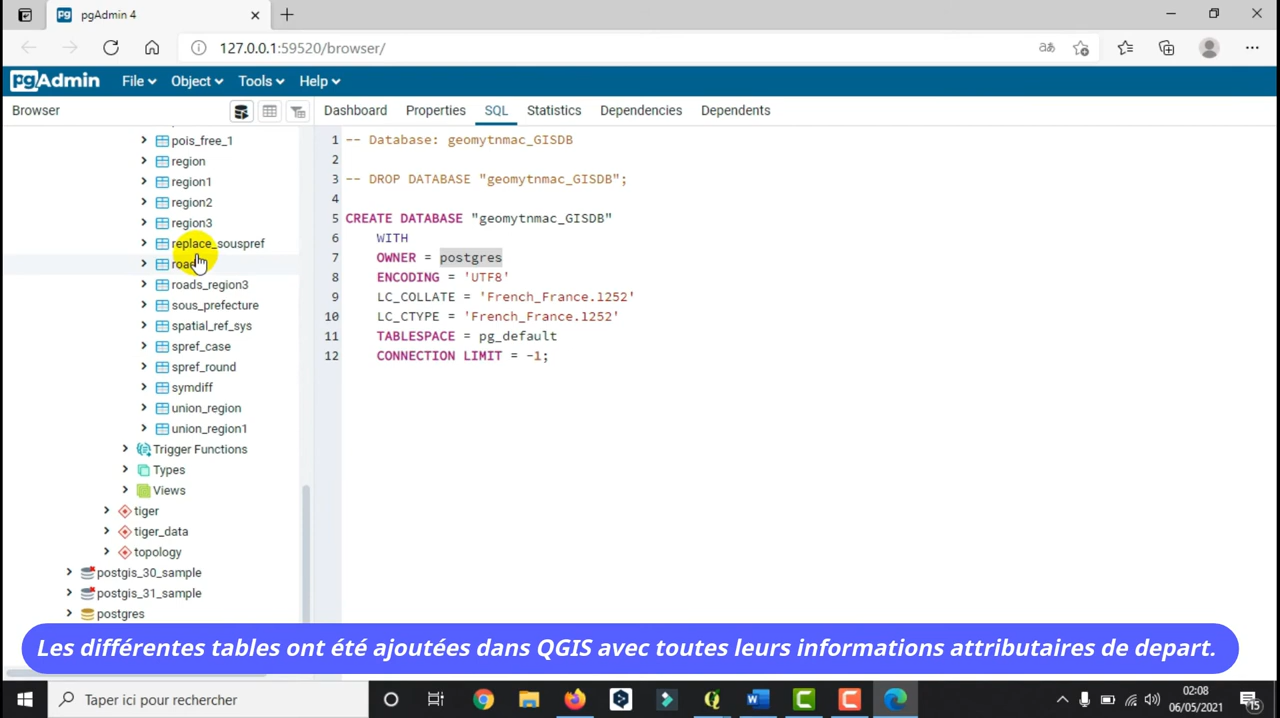 pgAdmin 4
127.0.0.1:59520/browser/
pgAdmin File Object Tools Help
Browser
Dashboard Properties SQL Statistics Dependencies Dependents
pois_free_1
region
region1
region2
region3
replace_souspref
roads_region3
sous_prefecture
spatial_ref_sys
spref_case
spref_round
symdiff
union_region
union_region1
Trigger Functions
Types
Views
tiger
tiger_data
topology
postgis_30_sample
postgis_31_sample
postgres
1 -- Database: geomytnmac_GISDB
2
3 -- DROP DATABASE "geomytnmac_GISDB";
4
5 CREATE DATABASE "geomytnmac_GISDB"
6 WITH
7 OWNER = postgres
8 ENCODING = 'UTF8'
9 LC_COLLATE = 'French_France.1252'
10 LC_CTYPE = 'French_France.1252'
11 TABLESPACE = pg_default
12 CONNECTION LIMIT = -1;
Les différentes tables ont été ajoutées dans QGIS avec toutes leurs informations attributaires de depart.
Taper ici pour rechercher
02:08
06/05/2021
15